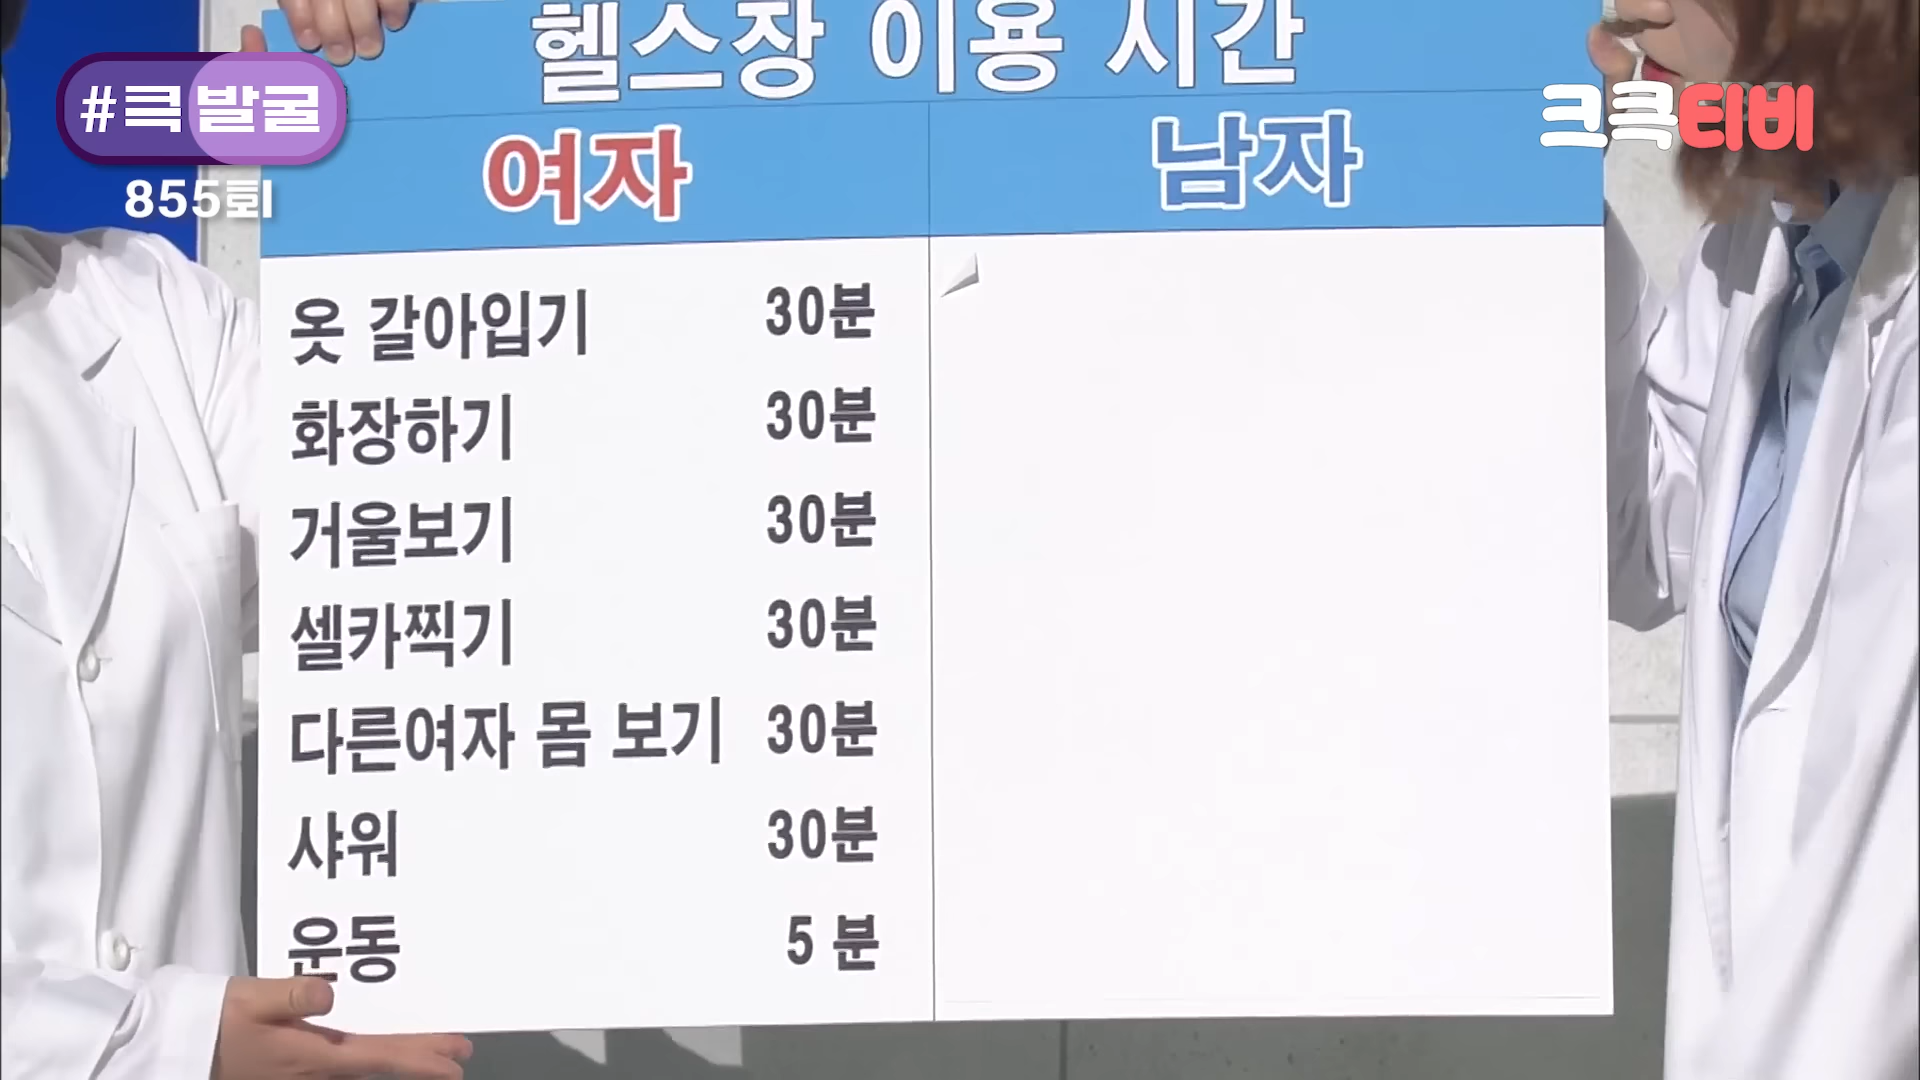 헬스장 이용 시간
#큭발굴
크큭티비
855회
여자 남자
옷 갈아입기 30분
화장하기 30분
거울보기 30분
셀카찍기 30분
다른여자 몸 보기 30분
샤워 30분
운동 5 분